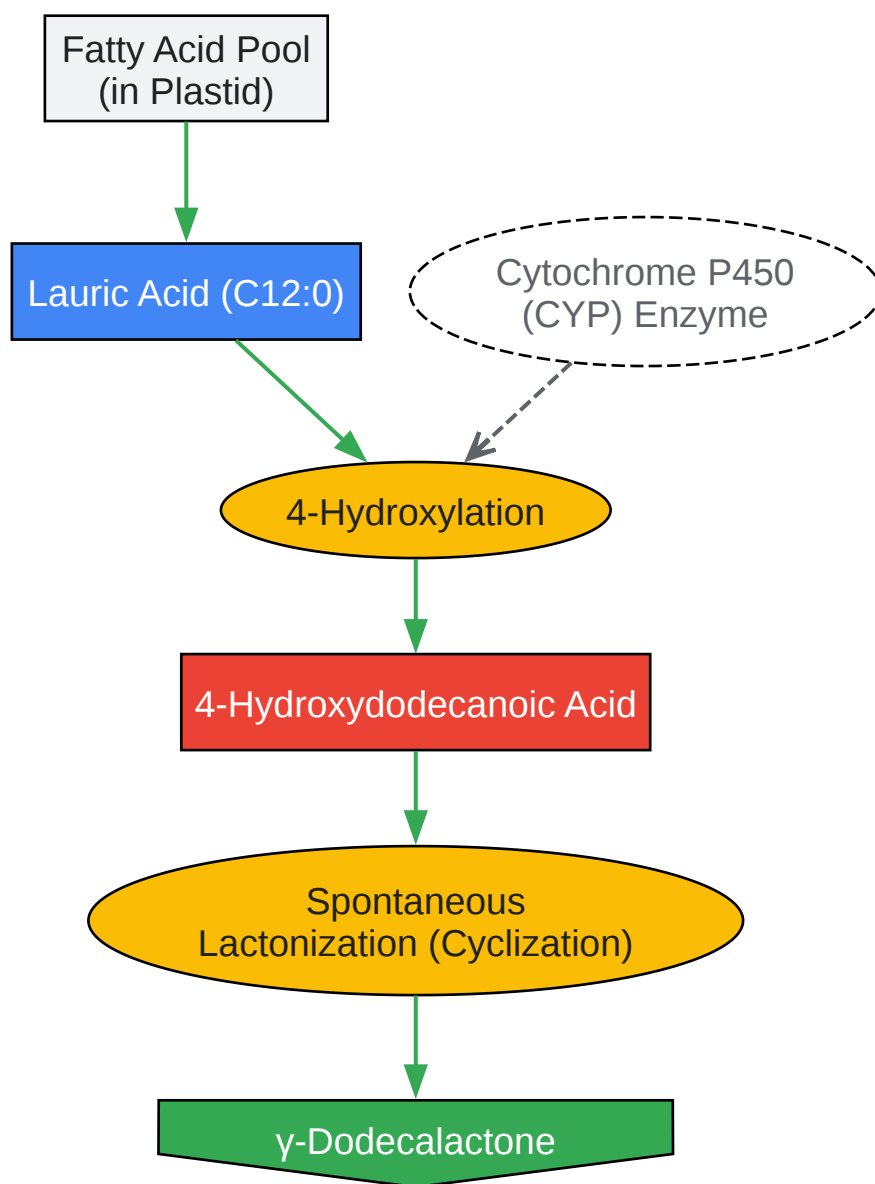 Fatty Acid Pool
(in Plastid)
Lauric Acid (C12:0)
Cytochrome P450
(CYP) Enzyme
4-Hydroxylation
4-Hydroxydodecanoic Acid
Spontaneous
Lactonization (Cyclization)
γ-Dodecalactone